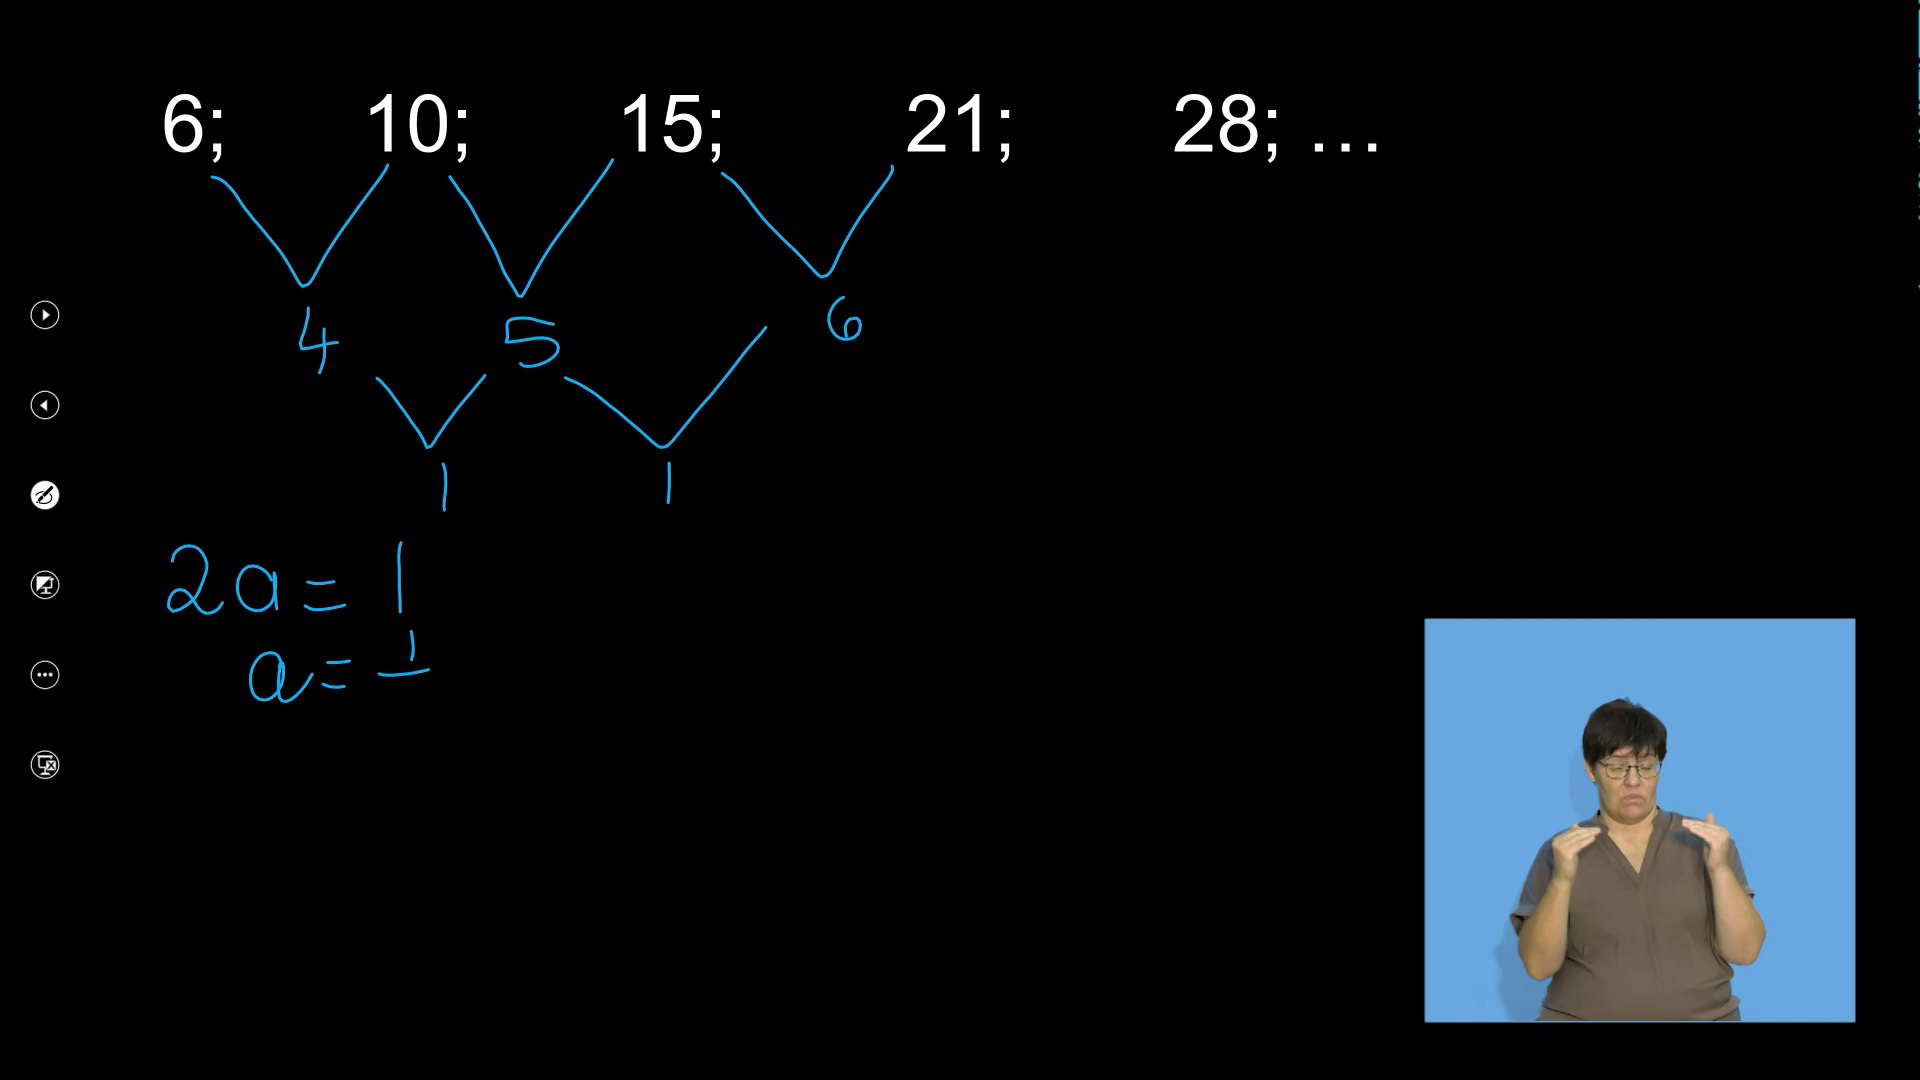 6; 10; 15; 21; 28; …
4 5 6
1 1
2a = 1
a = 1